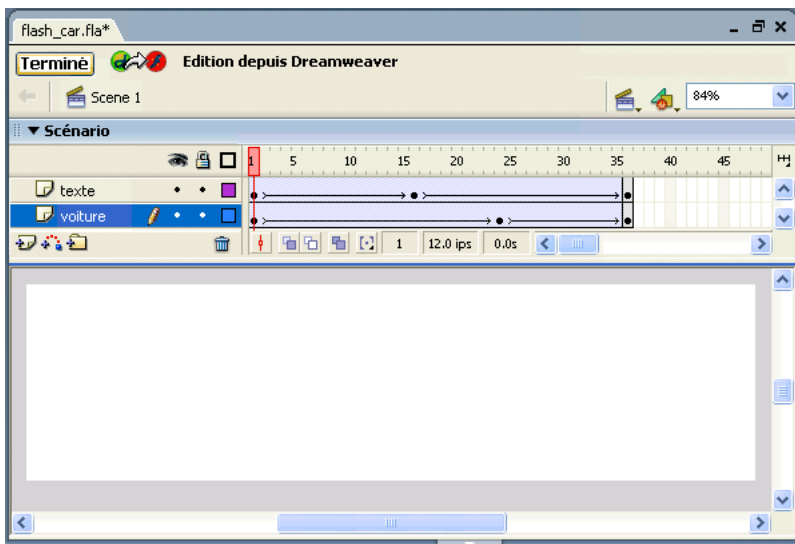 flash_car.fla*
Terminé Edition depuis Dreamweaver
Scene 1 84%
Scénario
1 5 10 15 20 25 30 35 40 45
texte
voiture
1 12.0 ips 0.0s